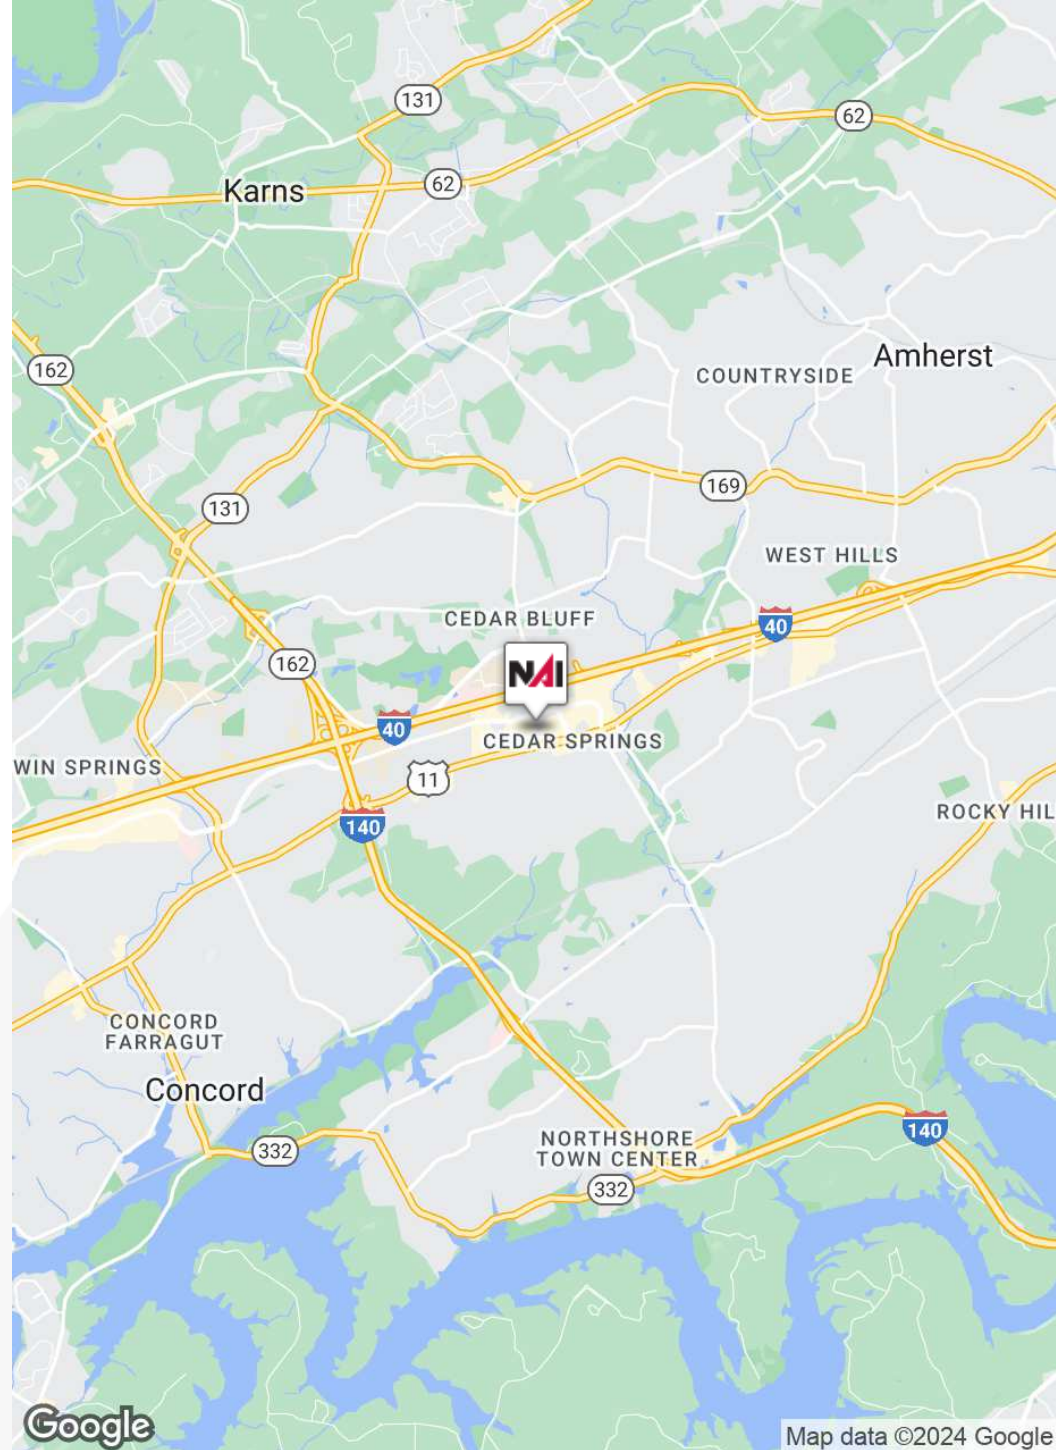 131
62
62
Karns
162
Amherst
COUNTRYSIDE
169
131
WEST HILLS
CEDAR BLUFF
40
162
NAI
40
CEDAR SPRINGS
WIN SPRINGS
11
140
ROCKY HIL
CONCORD
FARRAGUT
Concord
140
332
NORTHSHORE
TOWN CENTER
332
Google
Map data ©2024 Google